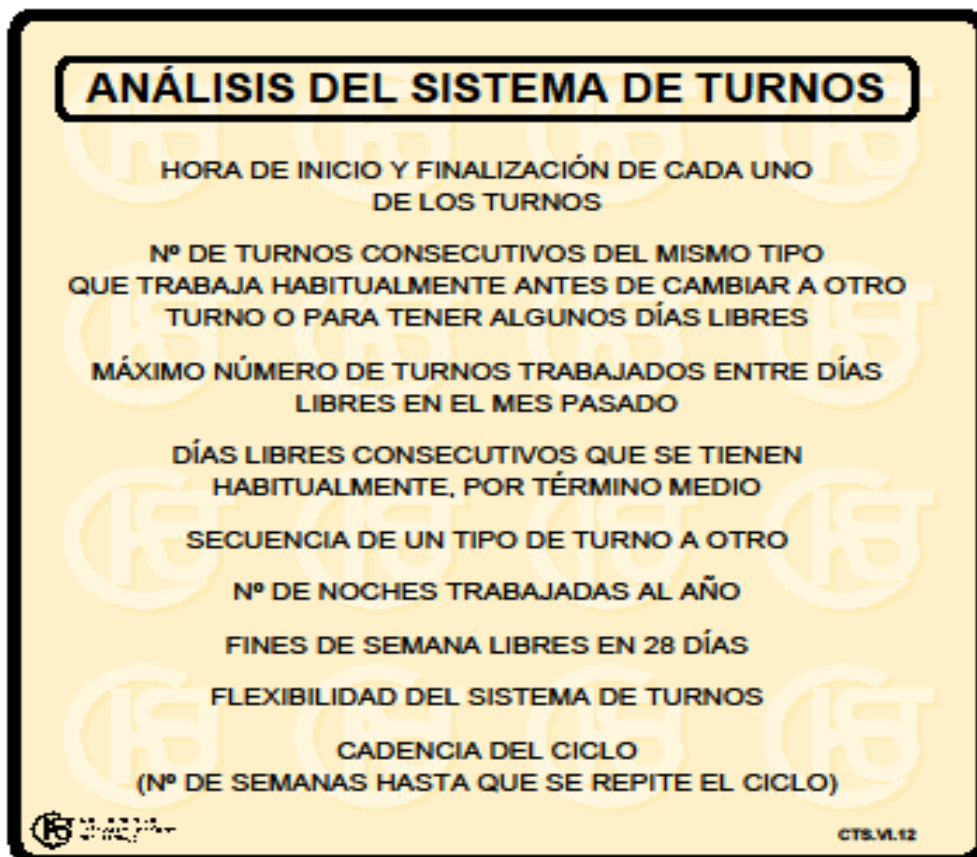 ANÁLISIS DEL SISTEMA DE TURNOS
HORA DE INICIO Y FINALIZACIÓN DE CADA UNO
DE LOS TURNOS
Nº DE TURNOS CONSECUTIVOS DEL MISMO TIPO
QUE TRABAJA HABITUALMENTE ANTES DE CAMBIAR A OTRO
TURNO O PARA TENER ALGUNOS DÍAS LIBRES
MÁXIMO NÚMERO DE TURNOS TRABAJADOS ENTRE DÍAS
LIBRES EN EL MES PASADO
DÍAS LIBRES CONSECUTIVOS QUE SE TIENEN
HABITUALMENTE, POR TÉRMINO MEDIO
SECUENCIA DE UN TIPO DE TURNO A OTRO
Nº DE NOCHES TRABAJADAS AL AÑO
FINES DE SEMANA LIBRES EN 28 DÍAS
FLEXIBILIDAD DEL SISTEMA DE TURNOS
CADENCIA DEL CICLO
(Nº DE SEMANAS HASTA QUE SE REPITE EL CICLO)
CTS.VI.12